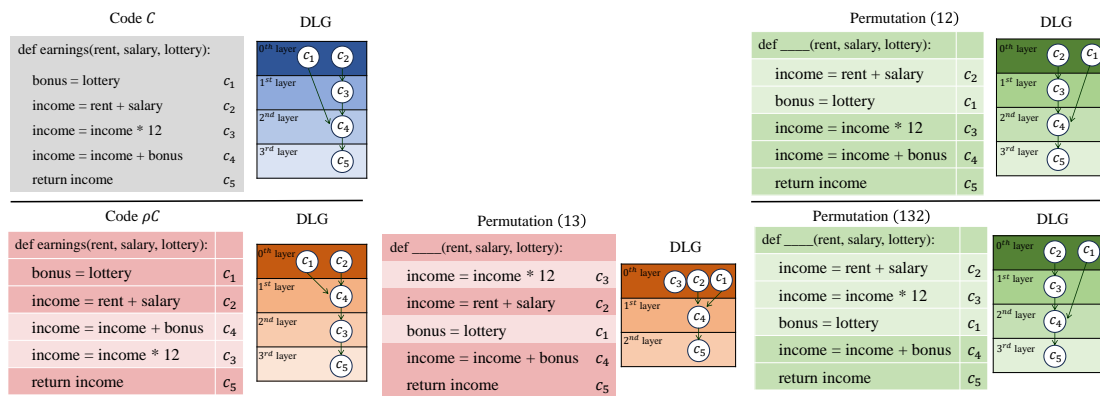 Code C
DLG
def earnings(rent, salary, lottery):
bonus = lottery c₁
income = rent + salary c₂
income = income * 12 c₃
income = income + bonus c₄
return income c₅
0th layer c₁ c₂
1st layer c₃
2nd layer c₄
3rd layer c₅
Permutation (12)
DLG
def ____(rent, salary, lottery):
income = rent + salary c₂
bonus = lottery c₁
income = income * 12 c₃
income = income + bonus c₄
return income c₅
0th layer c₂ c₁
1st layer c₃
2nd layer c₄
3rd layer c₅
Code ρC
DLG
def earnings(rent, salary, lottery):
bonus = lottery c₁
income = rent + salary c₂
income = income + bonus c₄
income = income * 12 c₃
return income c₅
0th layer c₁ c₂
1st layer c₄
2nd layer c₃
3rd layer c₅
Permutation (13)
DLG
def ____(rent, salary, lottery):
income = income * 12 c₃
income = rent + salary c₂
bonus = lottery c₁
income = income + bonus c₄
return income c₅
0th layer c₃ c₂ c₁
1st layer c₄
2nd layer c₅
Permutation (132)
DLG
def ____(rent, salary, lottery):
income = rent + salary c₂
income = income * 12 c₃
bonus = lottery c₁
income = income + bonus c₄
return income c₅
0th layer c₂ c₁
1st layer c₃
2nd layer c₄
3rd layer c₅